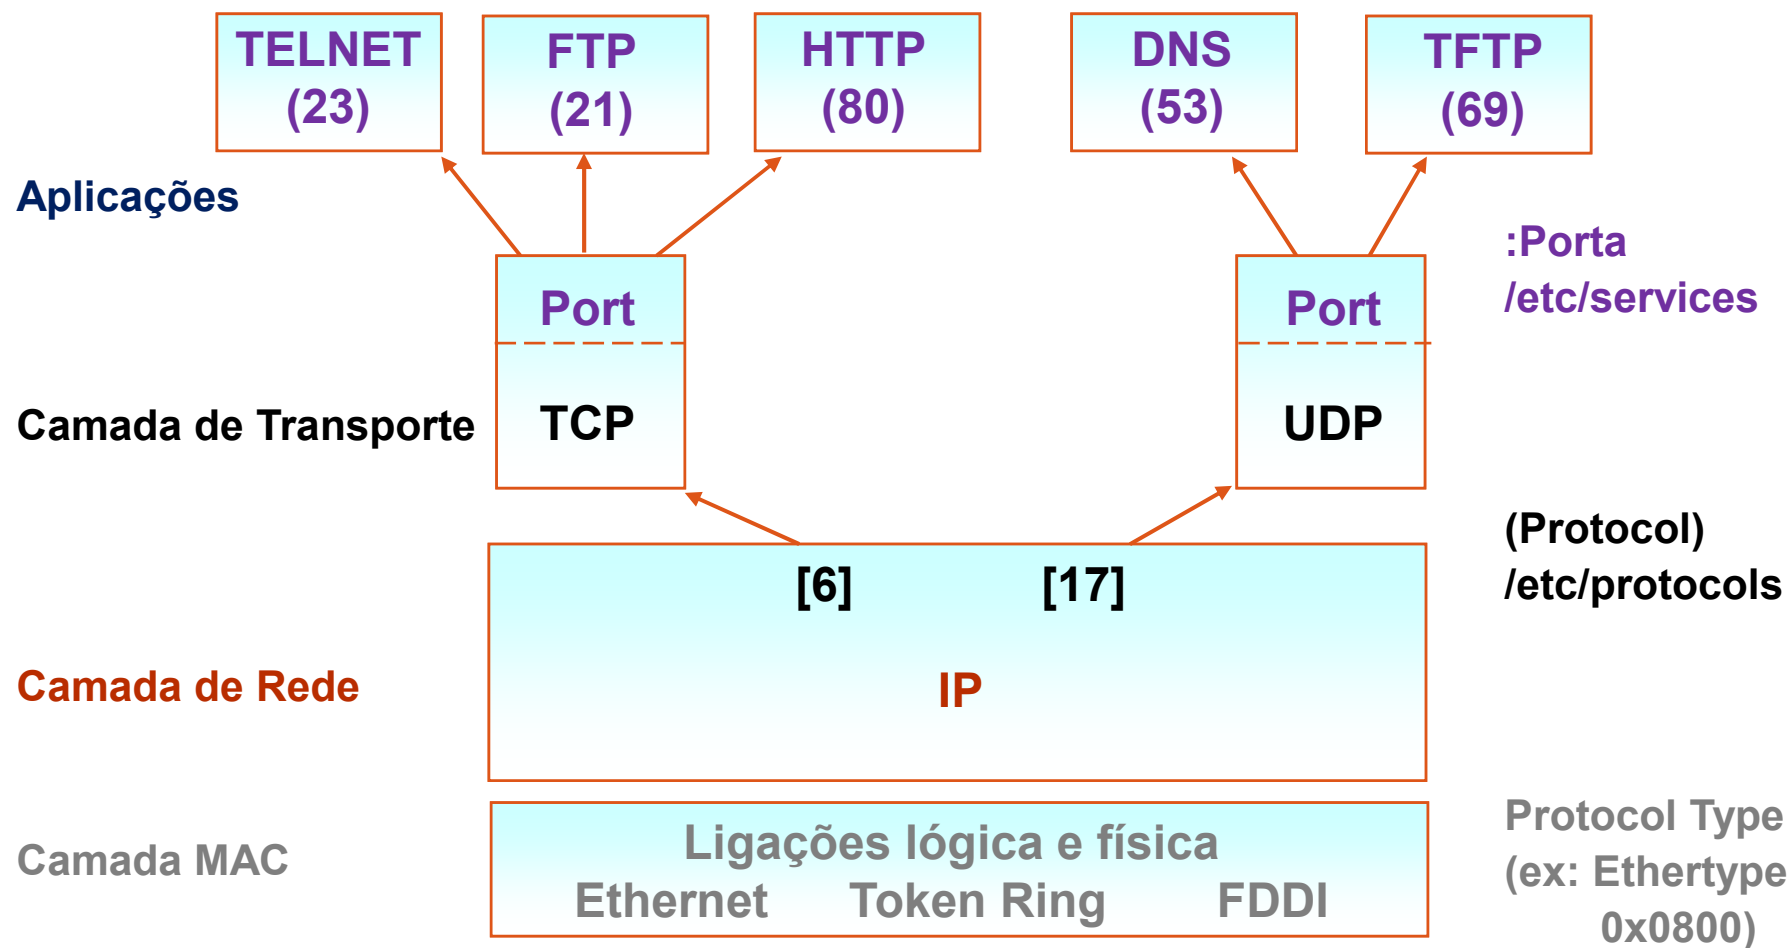 TELNET
(23)
FTP
(21)
HTTP
(80)
DNS
(53)
TFTP
(69)
Aplicações
:Porta
/etc/services
Port
Port
Camada de Transporte
TCP
UDP
(Protocol)
/etc/protocols
[6]
[17]
Camada de Rede
IP
Camada MAC
Ligações lógica e física
Ethernet Token Ring FDDI
Protocol Type
(ex: Ethertype
0x0800)